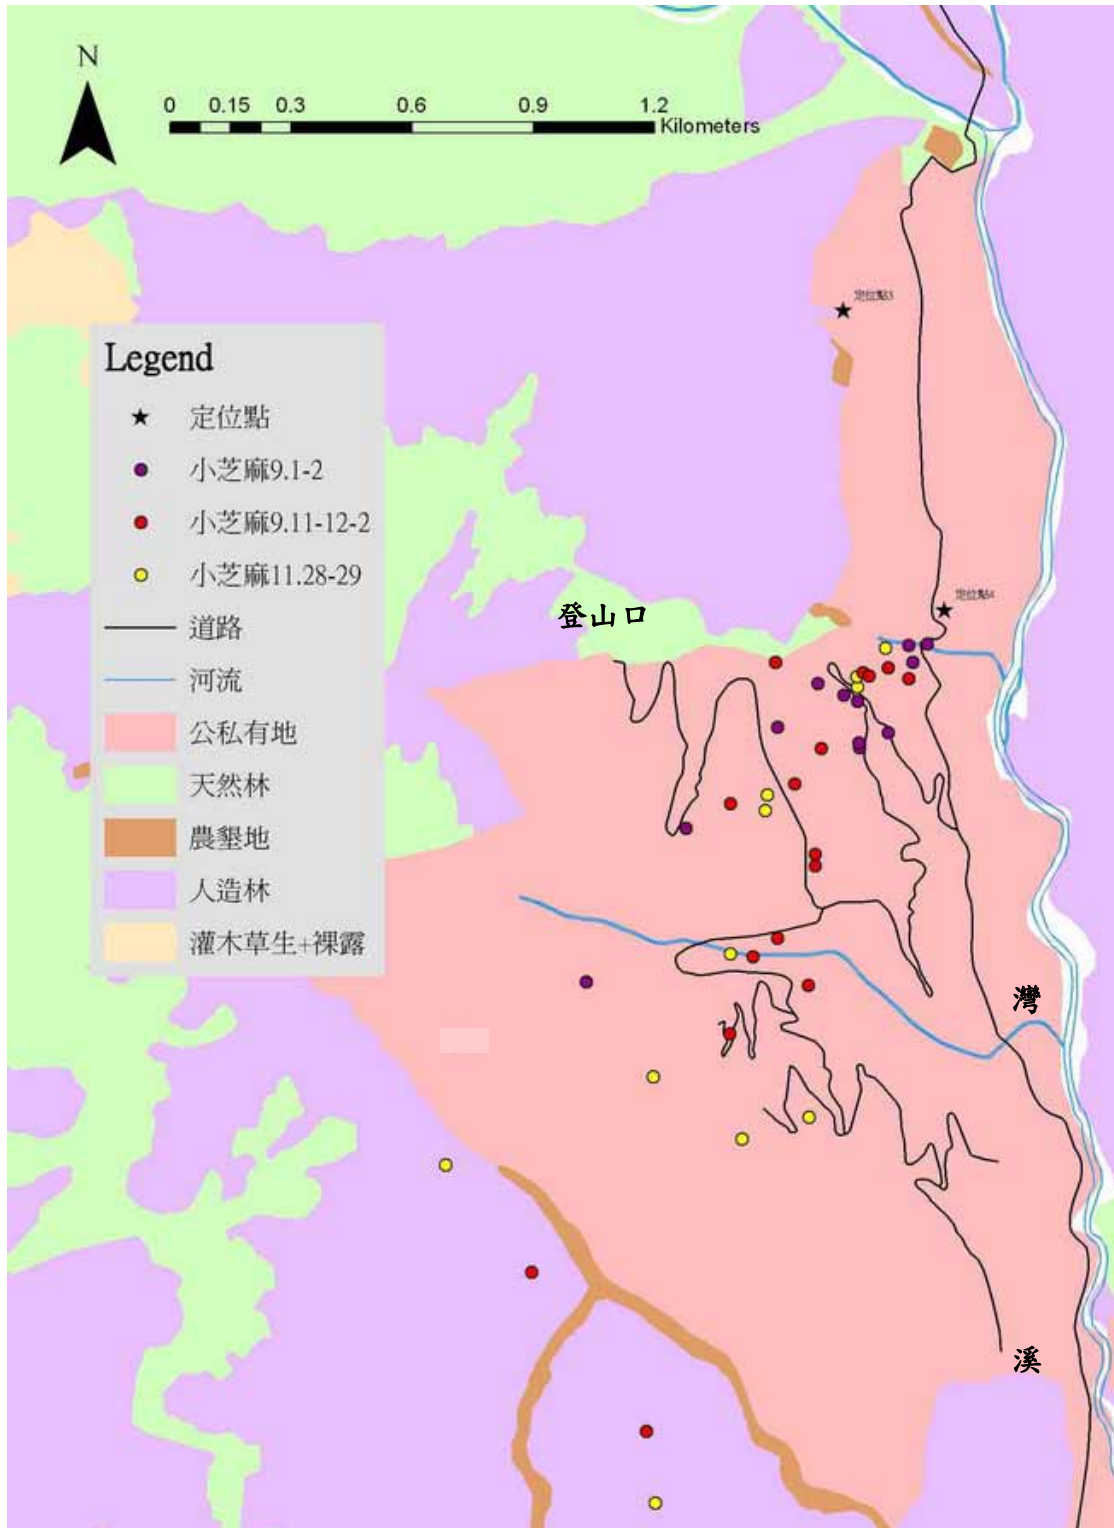 N
0 0.15 0.3 0.6 0.9 1.2
Kilometers
定位點3
Legend
定位點
小芝麻9.1-2
小芝麻9.11-12-2
小芝麻11.28-29
道路
河流
公私有地
天然林
農墾地
人造林
灌木草生+裸露
定位點4
登山口
灣
溪